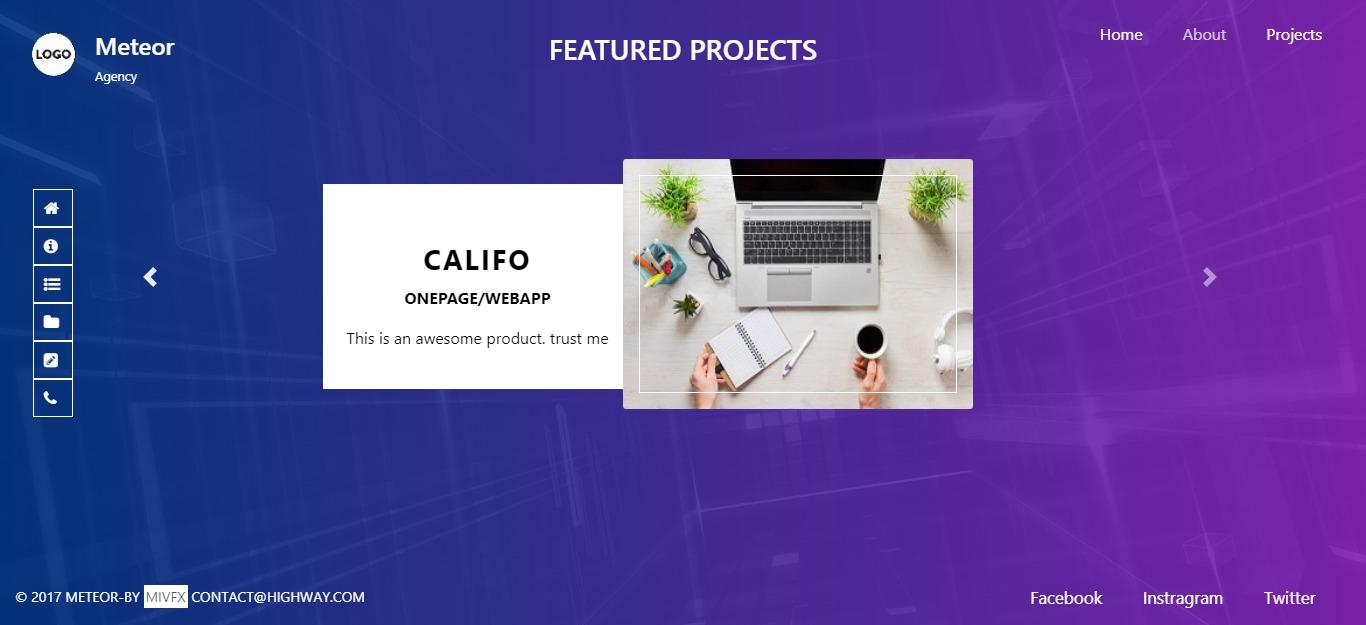 LOGO
Meteor
Agency
FEATURED PROJECTS
Home About Projects
CALIFO
ONEPAGE/WEBAPP
This is an awesome product. trust me
© 2017 METEOR-BY MIVFX CONTACT@HIGHWAY.COM
Facebook Instragram Twitter